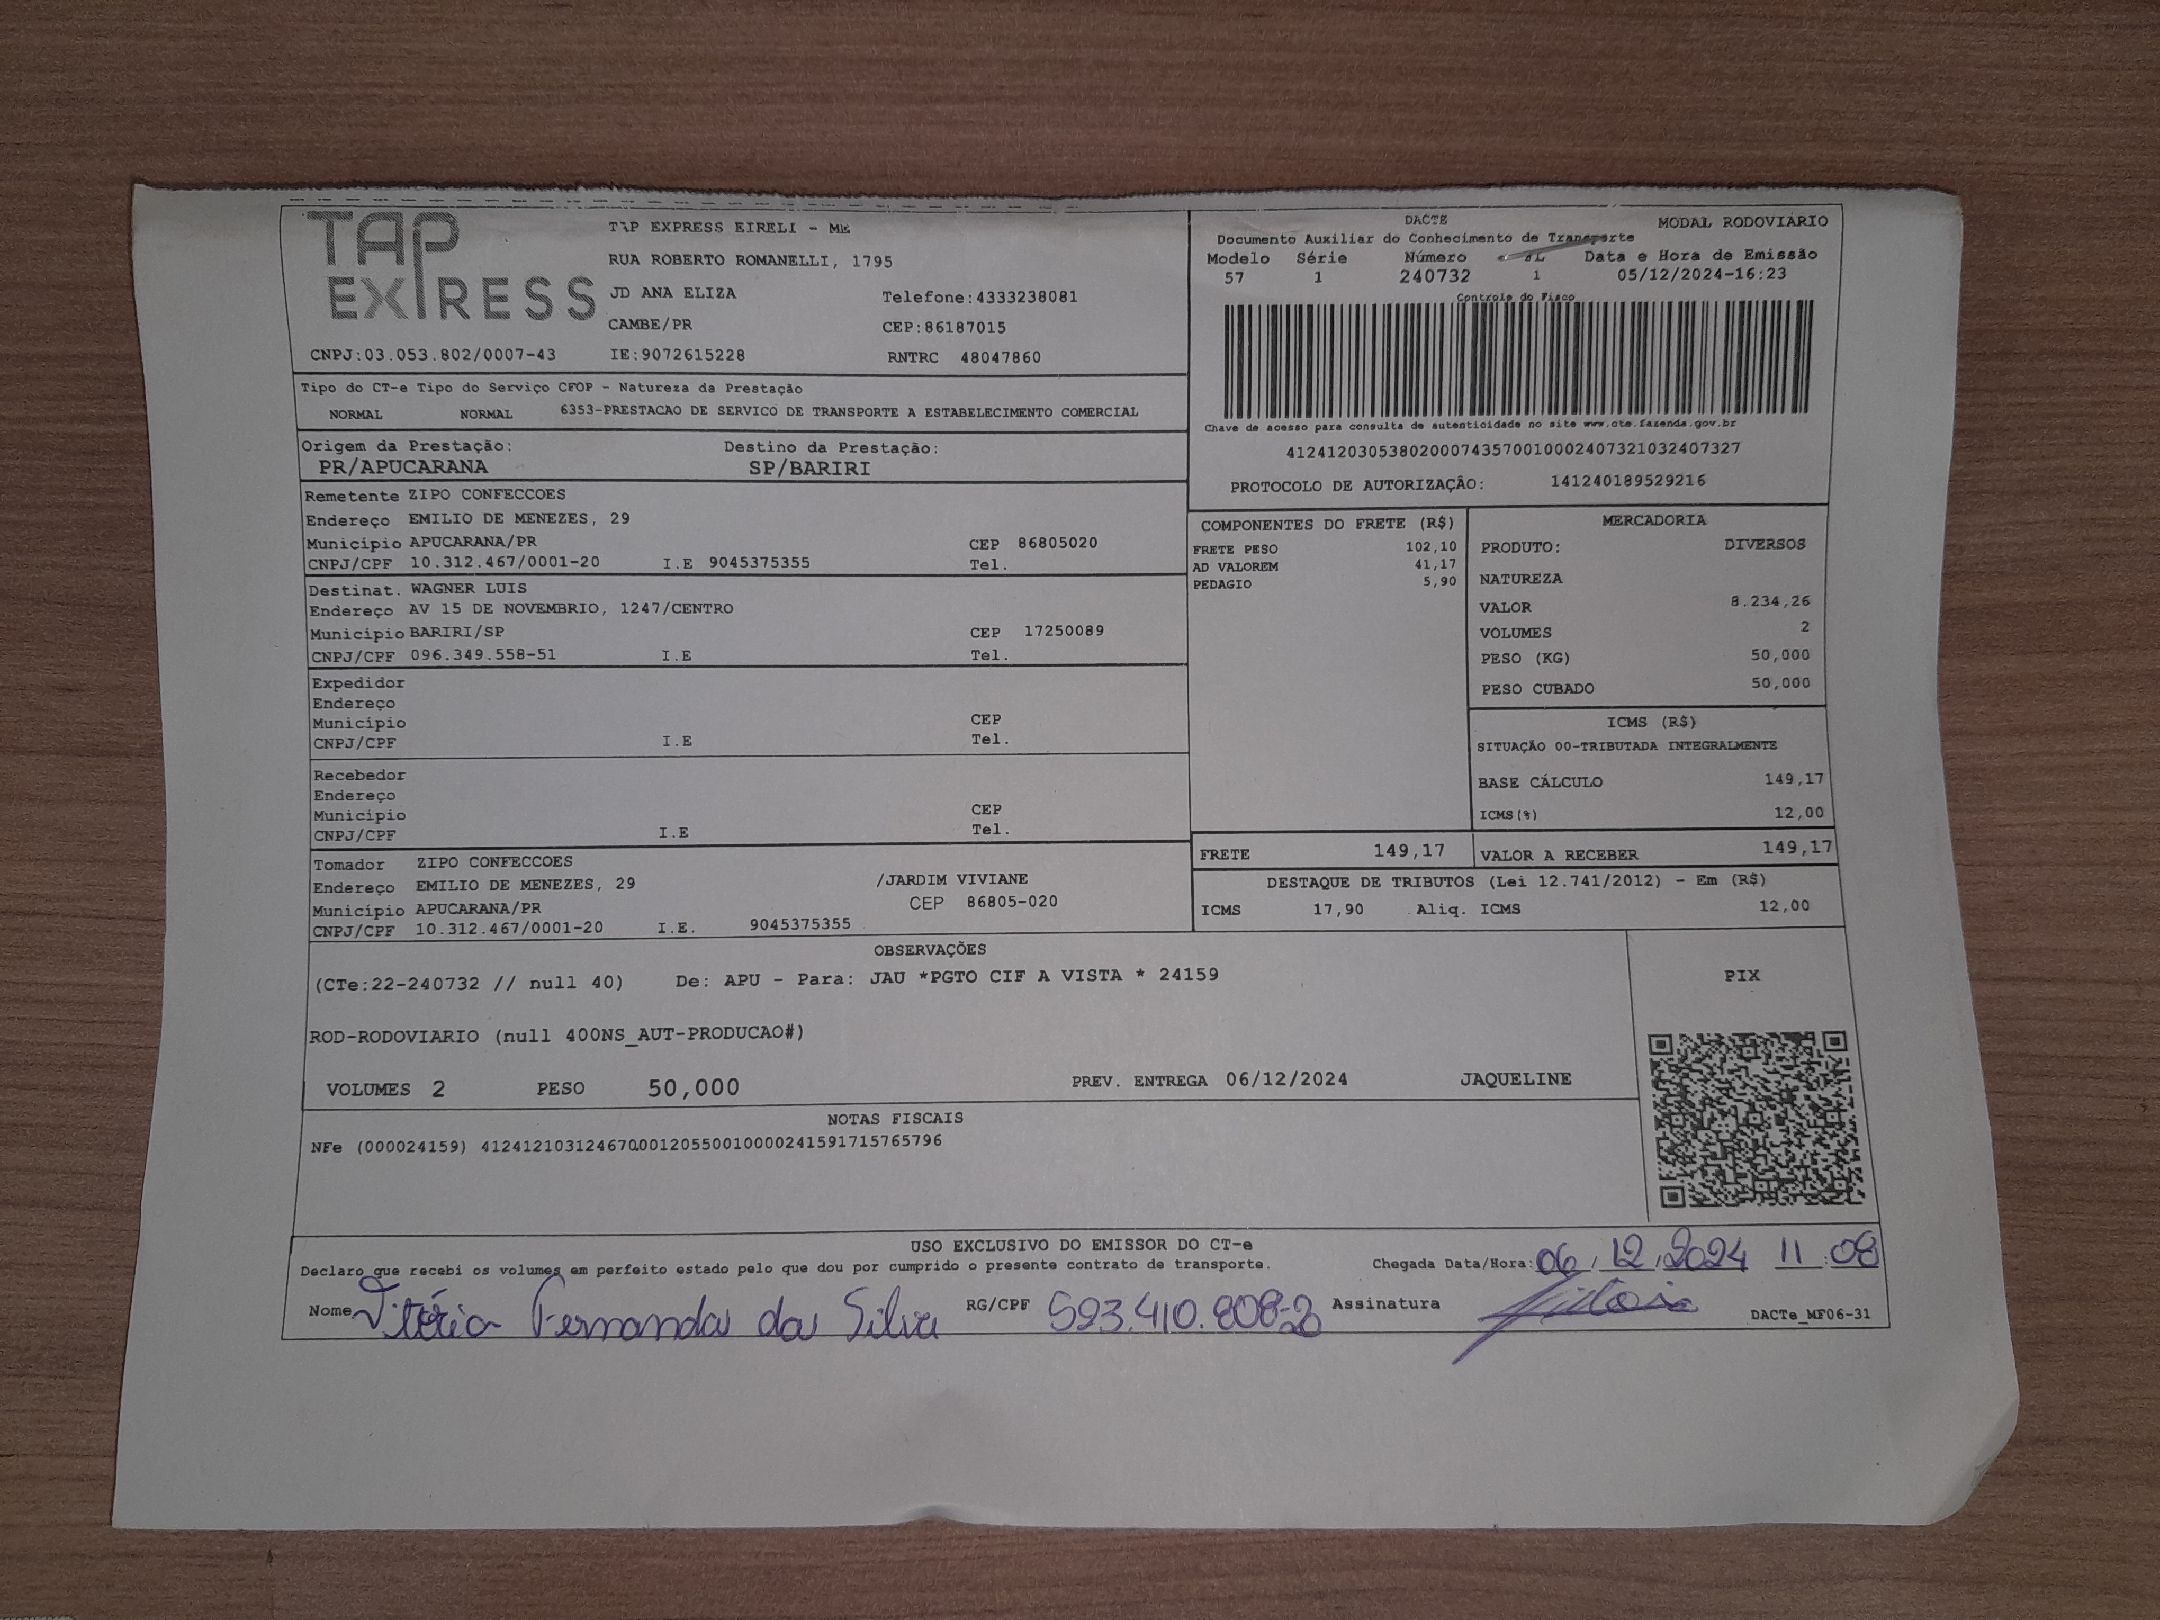 TAP EXPRESS
TAP EXPRESS EIRELI - ME
RUA ROBERTO ROMANELLI, 1795
JD ANA ELIZA Telefone:4333238081
CAMBE/PR CEP:86187015
CNPJ:03.053.802/0007-43 IE:9072615228 RNTRC 48047860
DACTE MODAL RODOVIÁRIO
Documento Auxiliar do Conhecimento de Transporte
Modelo Série Número FL Data e Hora de Emissão
57 1 240732 1 05/12/2024-16:23
Controle do Fisco
Chave de acesso para consulta de autenticidade no site www.cte.fazenda.gov.br
41241203053802000743570010002407321032407327
PROTOCOLO DE AUTORIZAÇÂO: 141240189529216
Tipo do CT-e Tipo do Serviço CFOP - Natureza da Prestação
NORMAL NORMAL 6353-PRESTACAO DE SERVICO DE TRANSPORTE A ESTABELECIMENTO COMERCIAL
Origem da Prestação: Destino da Prestação:
PR/APUCARANA SP/BARIRI
Remetente ZIPO CONFECCOES
Endereço EMILIO DE MENEZES, 29
Município APUCARANA/PR CEP 86805020
CNPJ/CPF 10.312.467/0001-20 I.E 9045375355 Tel.
Destinat. WAGNER LUIS
Endereço AV 15 DE NOVEMBRIO, 1247/CENTRO
Município BARIRI/SP CEP 17250089
CNPJ/CPF 096.349.558-51 I.E Tel.
Expedidor
Endereço
Município CEP
CNPJ/CPF I.E Tel.
Recebedor
Endereço
Município CEP
CNPJ/CPF I.E Tel.
Tomador ZIPO CONFECCOES
Endereço EMILIO DE MENEZES, 29 /JARDIM VIVIANE
Município APUCARANA/PR CEP 86805-020
CNPJ/CPF 10.312.467/0001-20 I.E. 9045375355
COMPONENTES DO FRETE (R$)
FRETE PESO 102,10
AD VALOREM 41,17
PEDAGIO 5,90
MERCADORIA
PRODUTO: DIVERSOS
NATUREZA
VALOR 8.234,26
VOLUMES 2
PESO (KG) 50,000
PESO CUBADO 50,000
ICMS (R$)
SITUAÇÃO 00-TRIBUTADA INTEGRALMENTE
BASE CÁLCULO 149,17
ICMS(%) 12,00
FRETE 149,17 VALOR A RECEBER 149,17
DESTAQUE DE TRIBUTOS (Lei 12.741/2012) - Em (R$)
ICMS 17,90 Aliq. ICMS 12,00
OBSERVAÇÕES
(CTe:22-240732 // null 40) De: APU - Para: JAU *PGTO CIF A VISTA * 24159
ROD-RODOVIARIO (null 400NS_AUT-PRODUCAO#)
VOLUMES 2 PESO 50,000 PREV. ENTREGA 06/12/2024 JAQUELINE
PIX
NOTAS FISCAIS
NFe (000024159) 41241210312467000120550010000241591715765796
USO EXCLUSIVO DO EMISSOR DO CT-e
Declaro que recebi os volumes em perfeito estado pelo que dou por cumprido o presente contrato de transporte. Chegada Data/Hora: 06/12/2024 11:08
Nome Vitória Fernanda da Silva RG/CPF 593.410.808-2 Assinatura Vitória DACTe_MF06-31